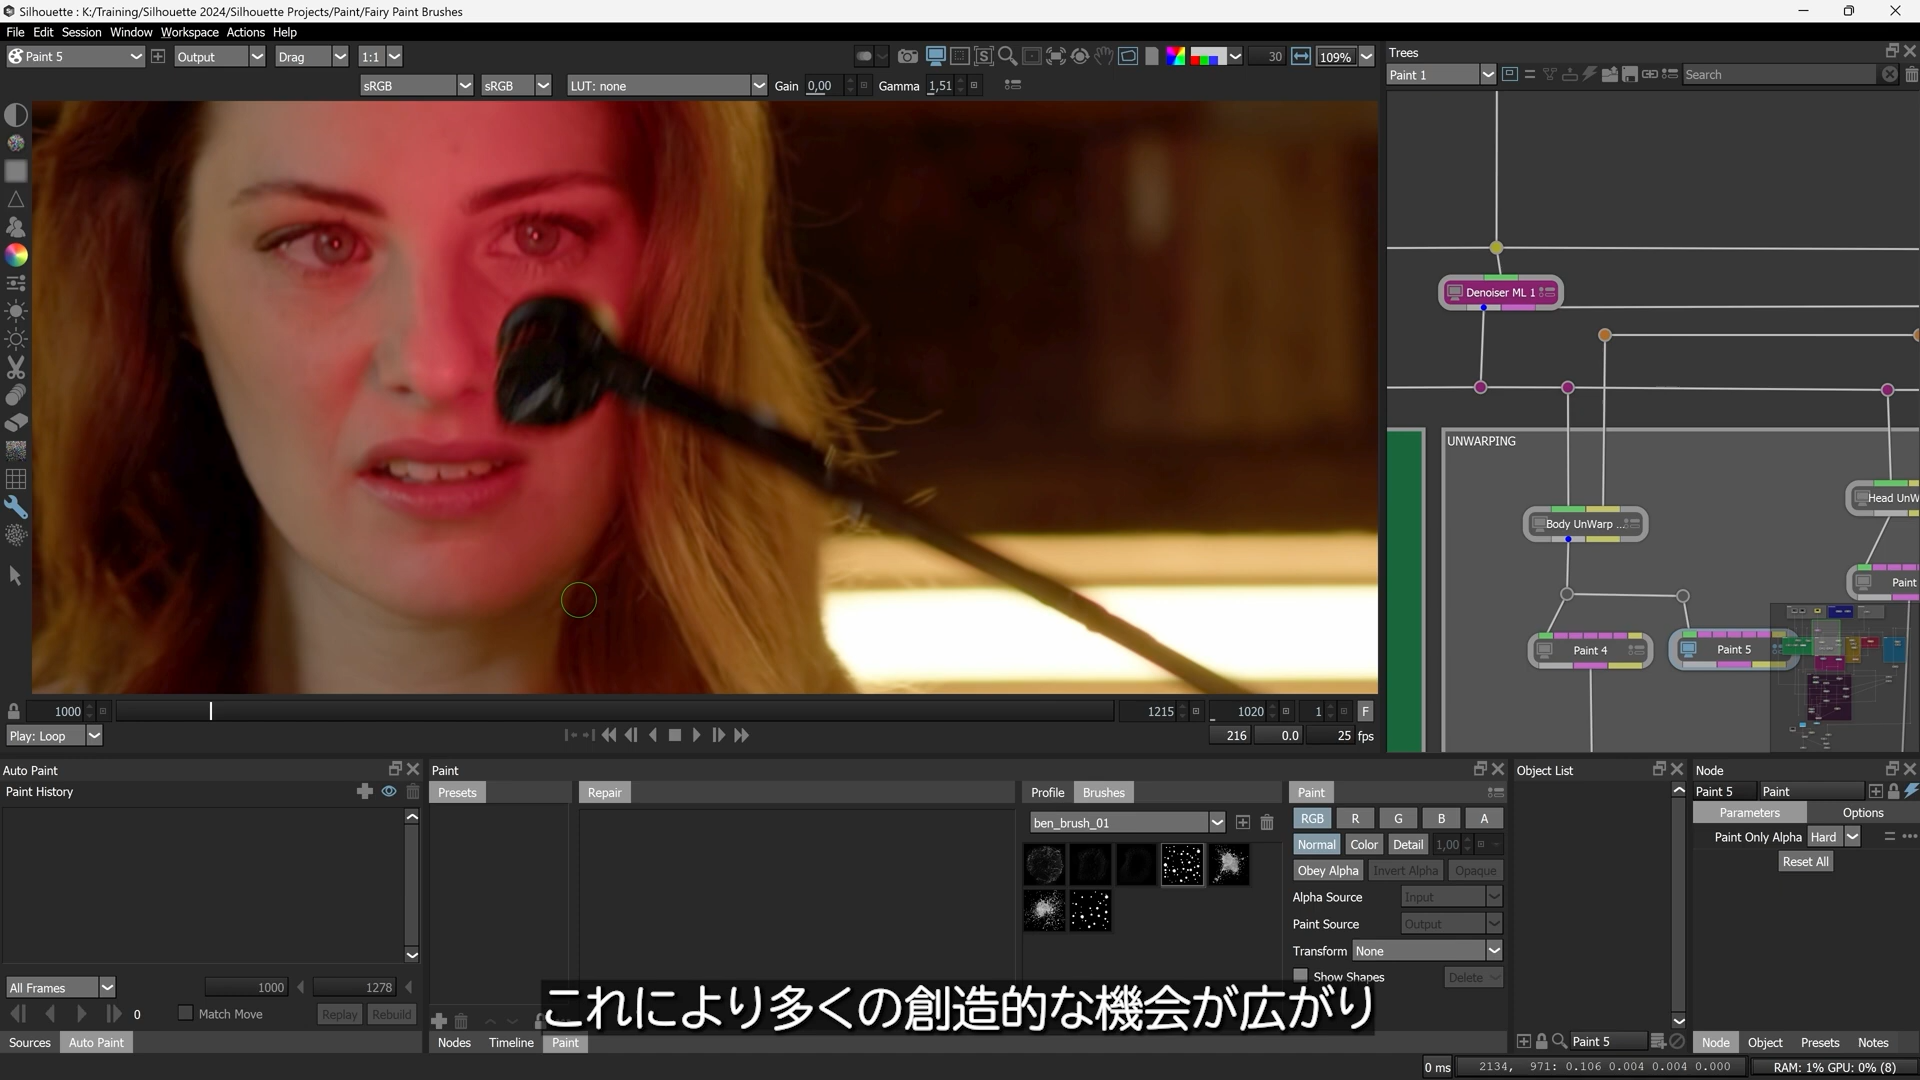 Silhouette : K:/Training/Silhouette 2024/Silhouette Projects/Paint/Fairy Paint Brushes
File Edit Session Window Workspace Actions Help
Paint 5 Output Drag 1:1 30 109%
sRGB sRGB LUT: none Gain 0,00 Gamma 1,51
Trees
Paint 1 Search
Denoiser ML 1
UNWARPING
Head UnW
Body UnWarp ...
Paint
Paint 4 Paint 5
1000 1215 1020 1 F
Play: Loop 216 0.0 25 fps
Auto Paint
Paint History
All Frames 1000 1278
0 Match Move Replay Rebuild
Sources Auto Paint
Paint
Presets Repair Profile Brushes Paint
ben_brush_01
RGB R G B A
Normal Color Detail 1,00
Obey Alpha Invert Alpha Opaque
Alpha Source Input
Paint Source Output
Transform None
Show Shapes Delete
Nodes Timeline Paint
Object List
Paint 5
Node
Paint 5 Paint
Parameters Options
Paint Only Alpha Hard
Reset All
Node Object Presets Notes
これにより多くの創造的な機会が広がり
0 ms 2134, 971: 0.106 0.004 0.004 0.000 RAM: 1% GPU: 0% (8)